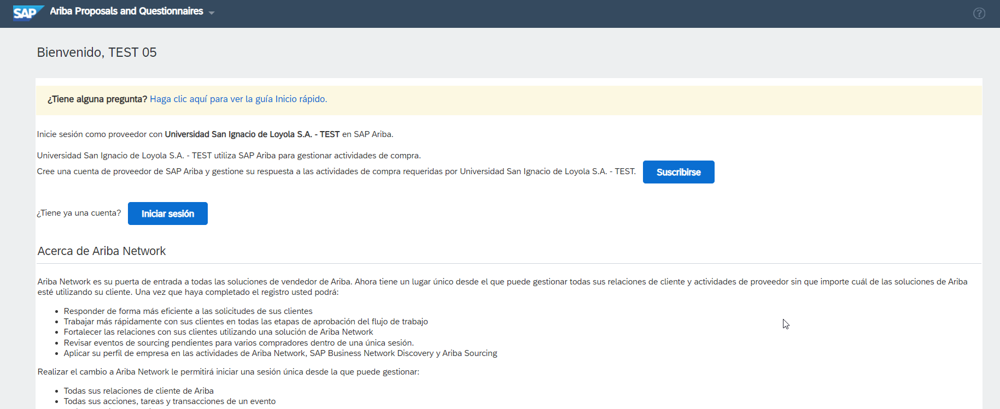 SAP Ariba Proposals and Questionnaires
Bienvenido, TEST 05
¿Tiene alguna pregunta? Haga clic aquí para ver la guía Inicio rápido.
Inicie sesión como proveedor con Universidad San Ignacio de Loyola S.A. - TEST en SAP Ariba.
Universidad San Ignacio de Loyola S.A. - TEST utiliza SAP Ariba para gestionar actividades de compra.
Cree una cuenta de proveedor de SAP Ariba y gestione su respuesta a las actividades de compra requeridas por Universidad San Ignacio de Loyola S.A. - TEST. Suscribirse
¿Tiene ya una cuenta? Iniciar sesión
Acerca de Ariba Network
Ariba Network es su puerta de entrada a todas las soluciones de vendedor de Ariba. Ahora tiene un lugar único desde el que puede gestionar todas sus relaciones de cliente y actividades de proveedor sin que importe cuál de las soluciones de Ariba
esté utilizando su cliente. Una vez que haya completado el registro usted podrá:
• Responder de forma más eficiente a las solicitudes de sus clientes
• Trabajar más rápidamente con sus clientes en todas las etapas de aprobación del flujo de trabajo
• Fortalecer las relaciones con sus clientes utilizando una solución de Ariba Network
• Revisar eventos de sourcing pendientes para varios compradores dentro de una única sesión.
• Aplicar su perfil de empresa en las actividades de Ariba Network, SAP Business Network Discovery y Ariba Sourcing
Realizar el cambio a Ariba Network le permitirá iniciar una sesión única desde la que puede gestionar:
• Todas sus relaciones de cliente de Ariba
• Todas sus acciones, tareas y transacciones de un evento